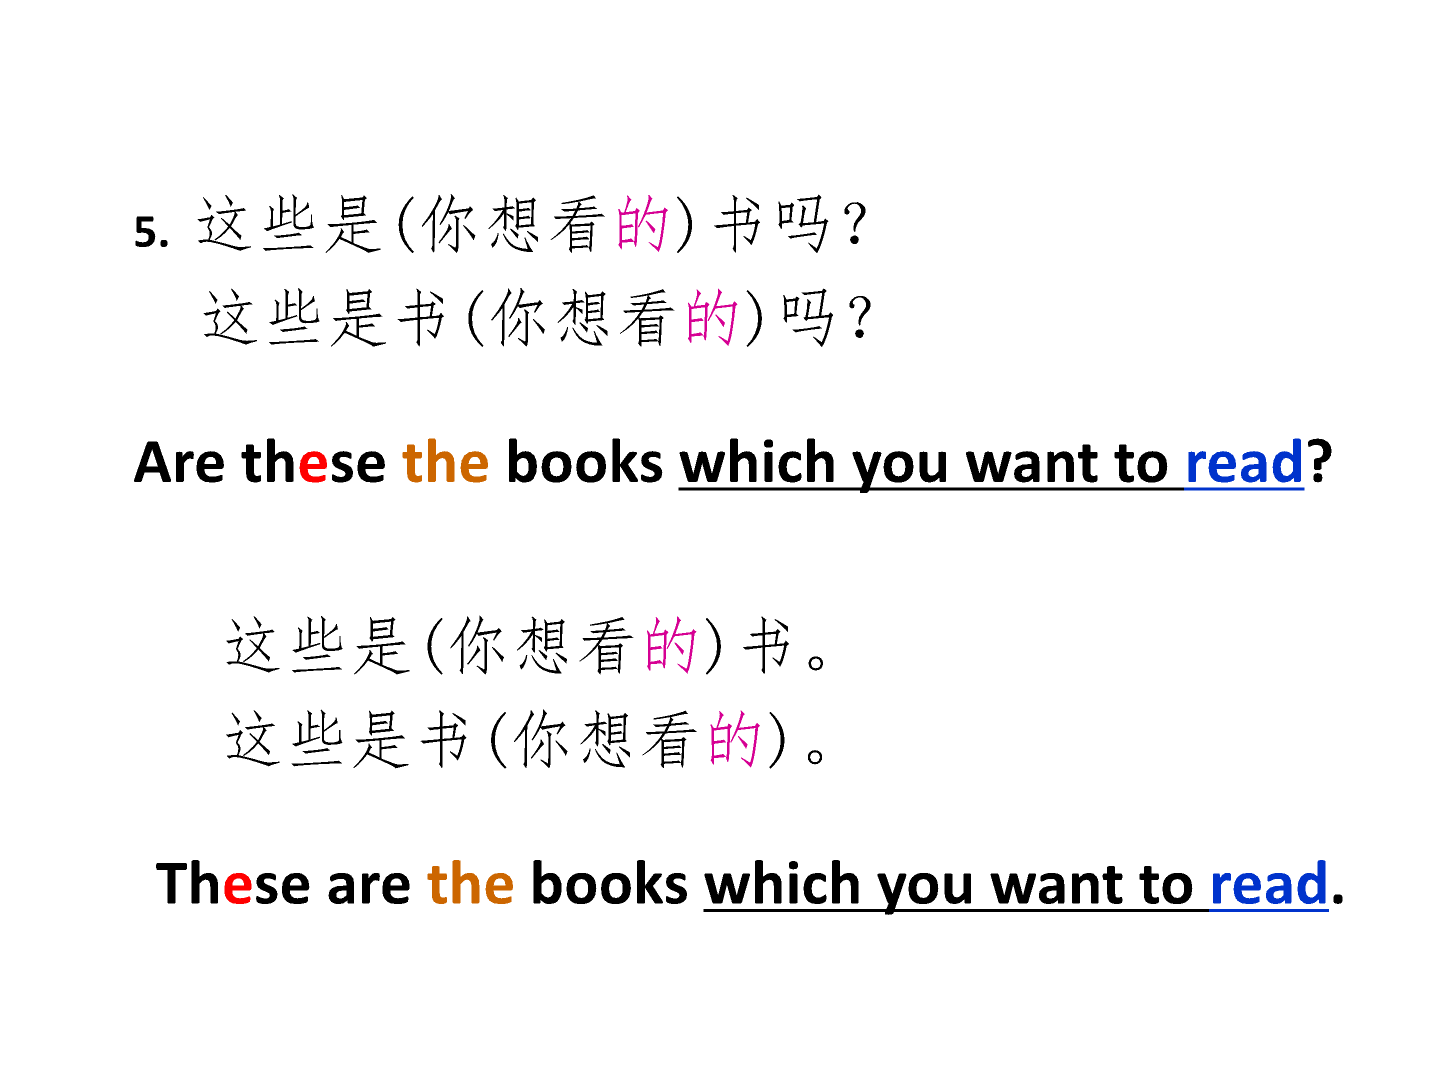 5. 这些是(你想看的)书吗？
这些是书(你想看的)吗？
Are these the books which you want to read?
这些是(你想看的)书。
这些是书(你想看的)。
These are the books which you want to read.